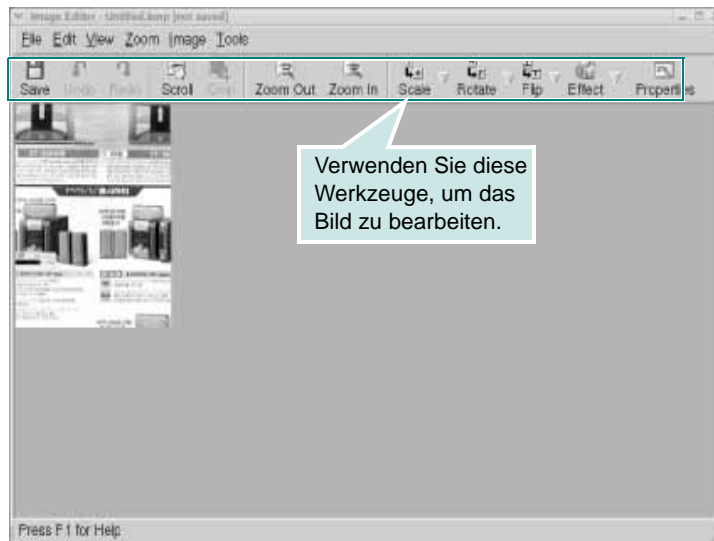 Image Editor - Untitled.bmp [not saved]
File Edit View Zoom Image Tools
Save Undo Redo Scroll Crop Zoom Out Zoom In Scale Rotate Flip Effect Properties
Verwenden Sie diese
Werkzeuge, um das
Bild zu bearbeiten.
Press F1 for Help